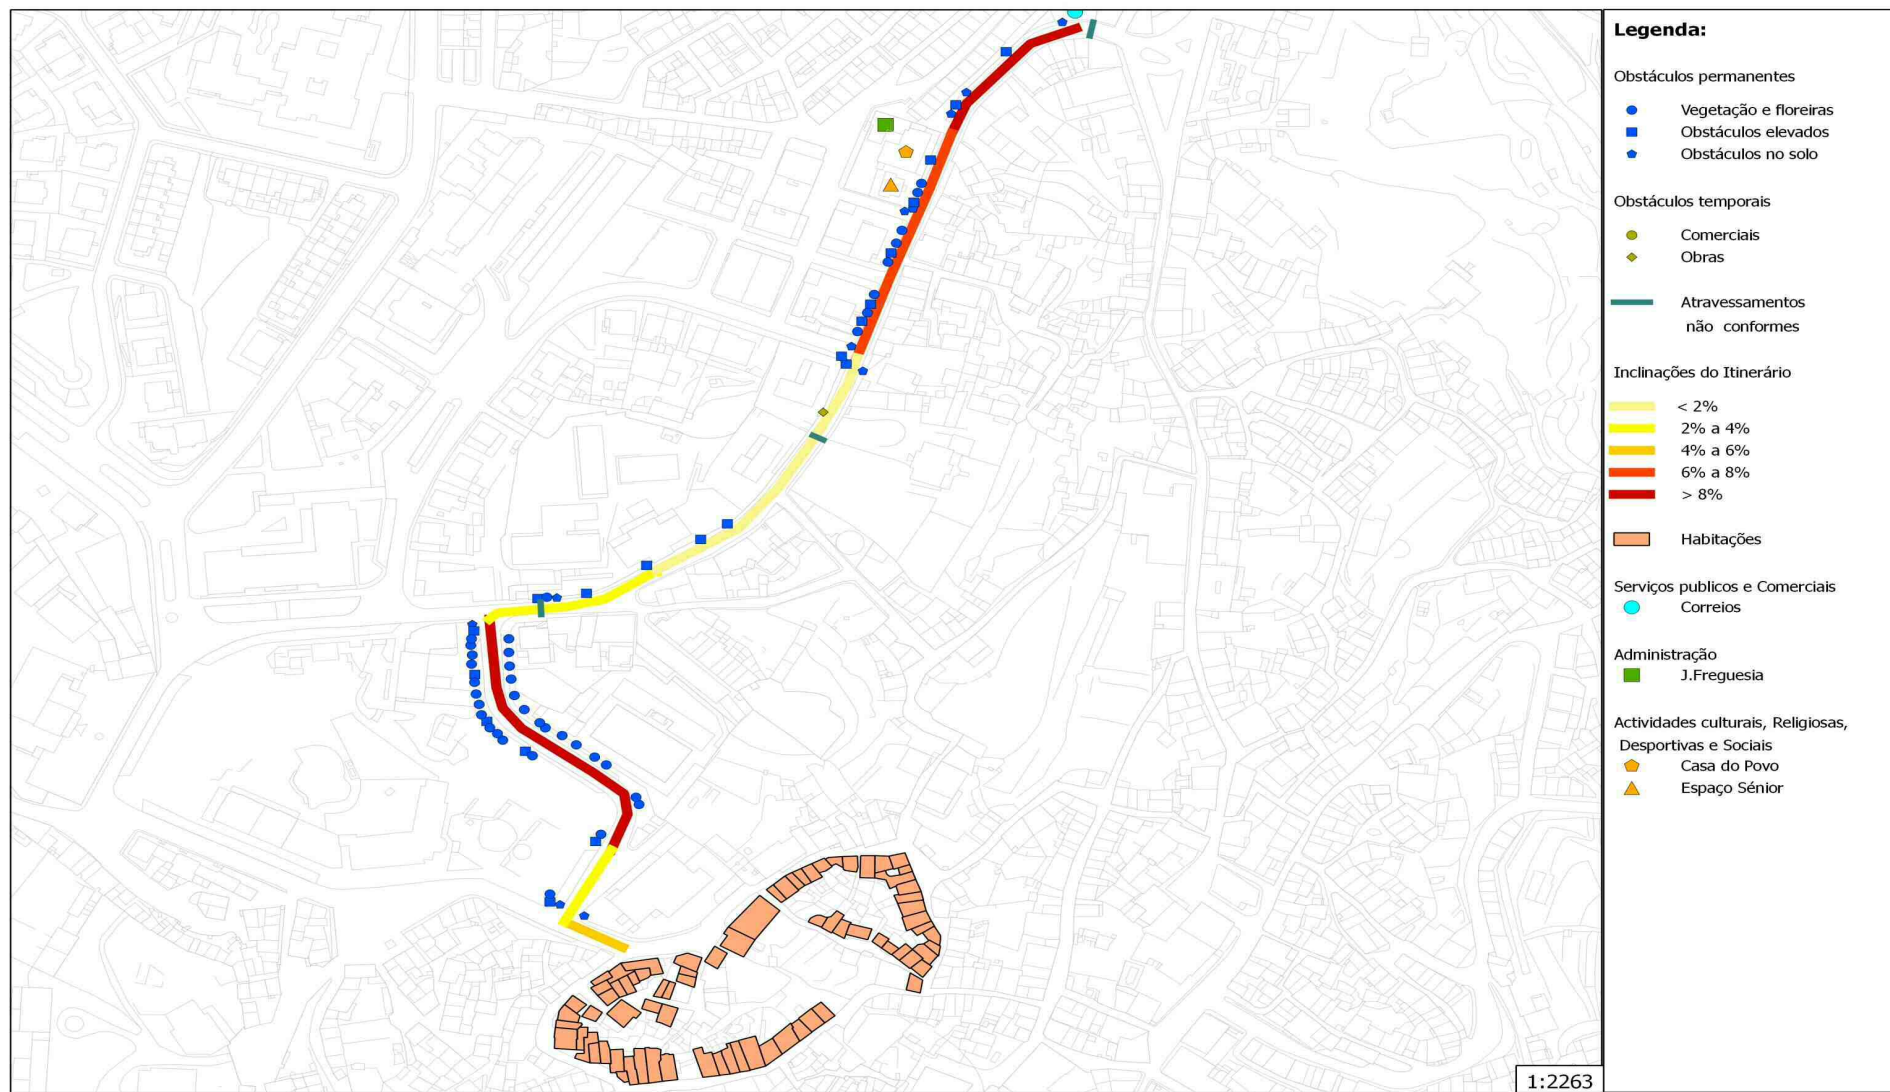 Legenda:
Obstáculos permanentes
Vegetação e floreiras
Obstáculos elevados
Obstáculos no solo
Obstáculos temporais
Comerciais
Obras
Atravessamentos
não conformes
Inclinações do Itinerário
< 2%
2% a 4%
4% a 6%
6% a 8%
> 8%
Habitações
Serviços publicos e Comerciais
Correios
Administração
J.Freguesia
Actividades culturais, Religiosas,
Desportivas e Sociais
Casa do Povo
Espaço Sénior
1:2263